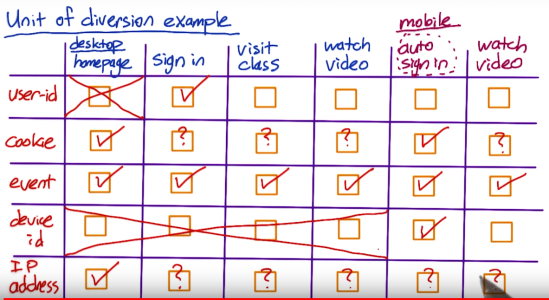 Unit of diversion example
mobile
desktop homepage
sign in
visit class
watch video
auto sign in
watch video
user-id
cookie
? ? ? ?
event
device id
IP address
? ? ? ? ?